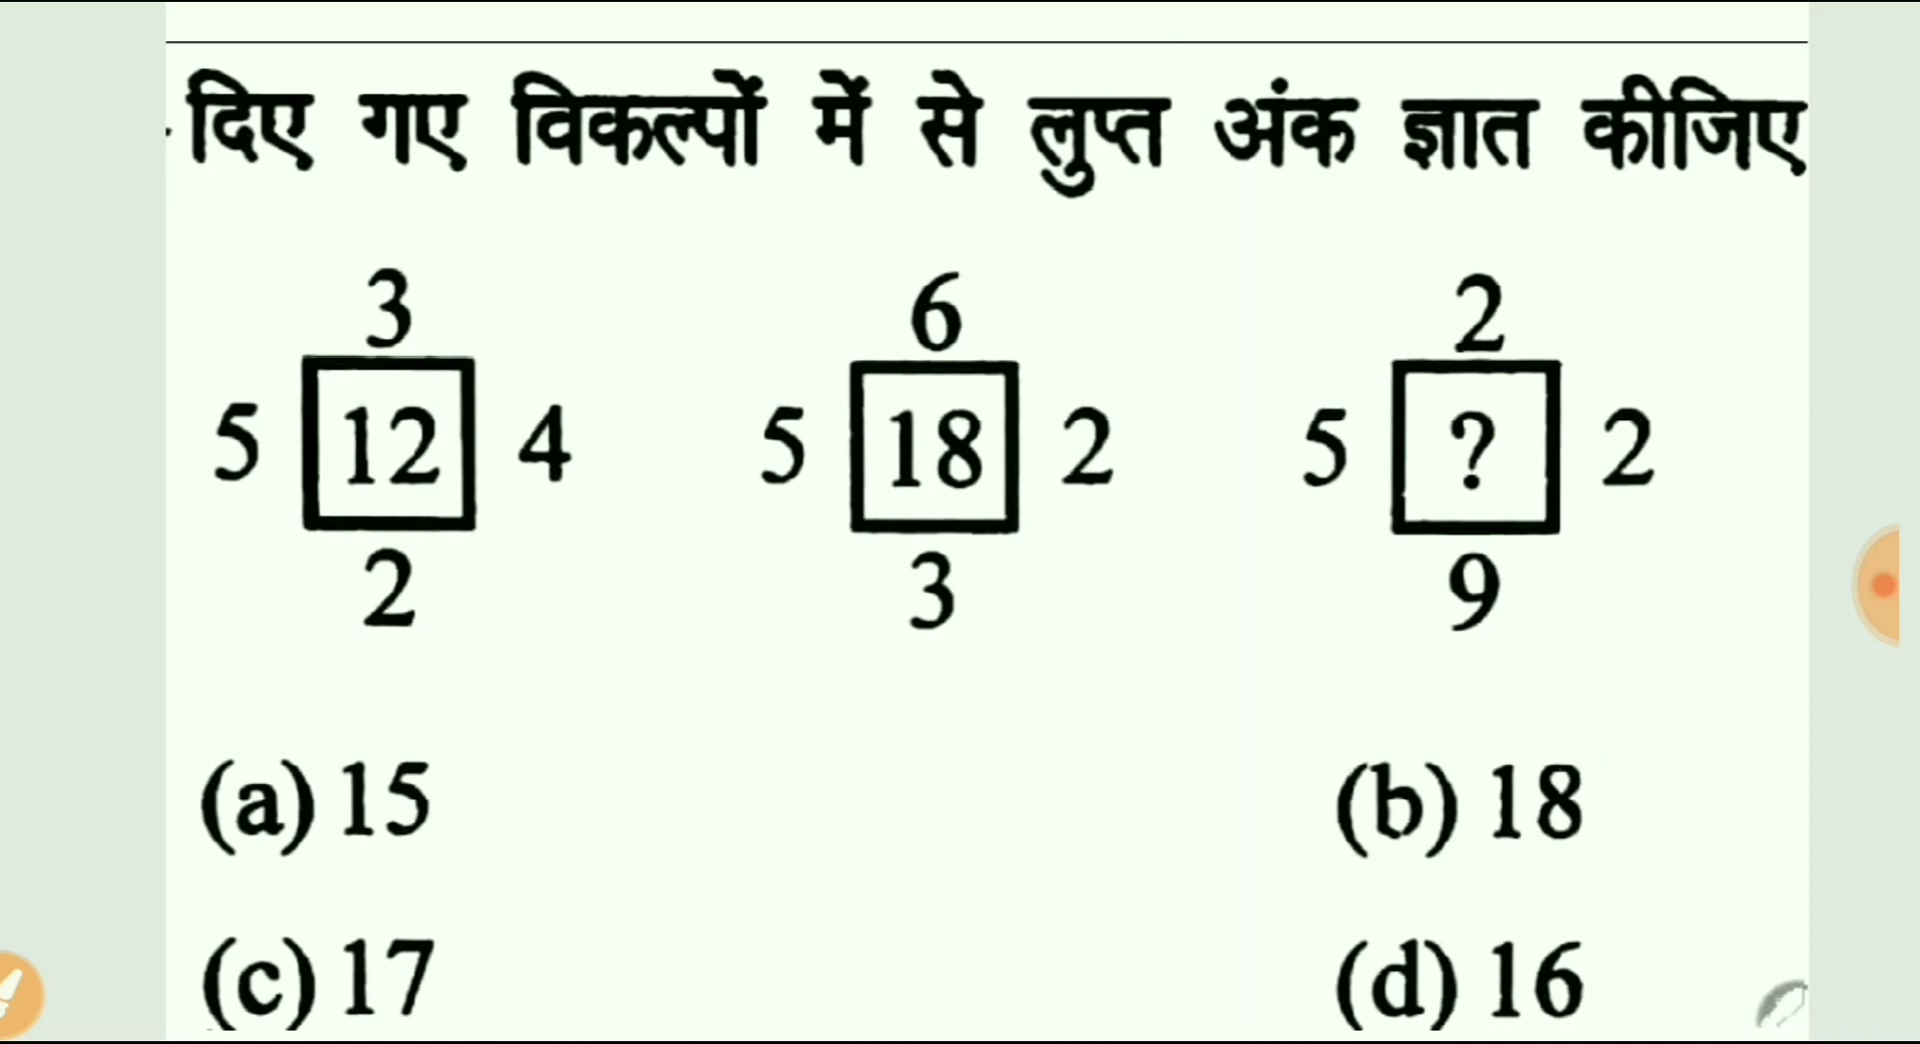 दिए गए विकल्पों में से लुप्त अंक ज्ञात कीजिए
3 6 2
5 12 4 5 18 2 5 ? 2
2 3 9
(a) 15 (b) 18
(c) 17 (d) 16